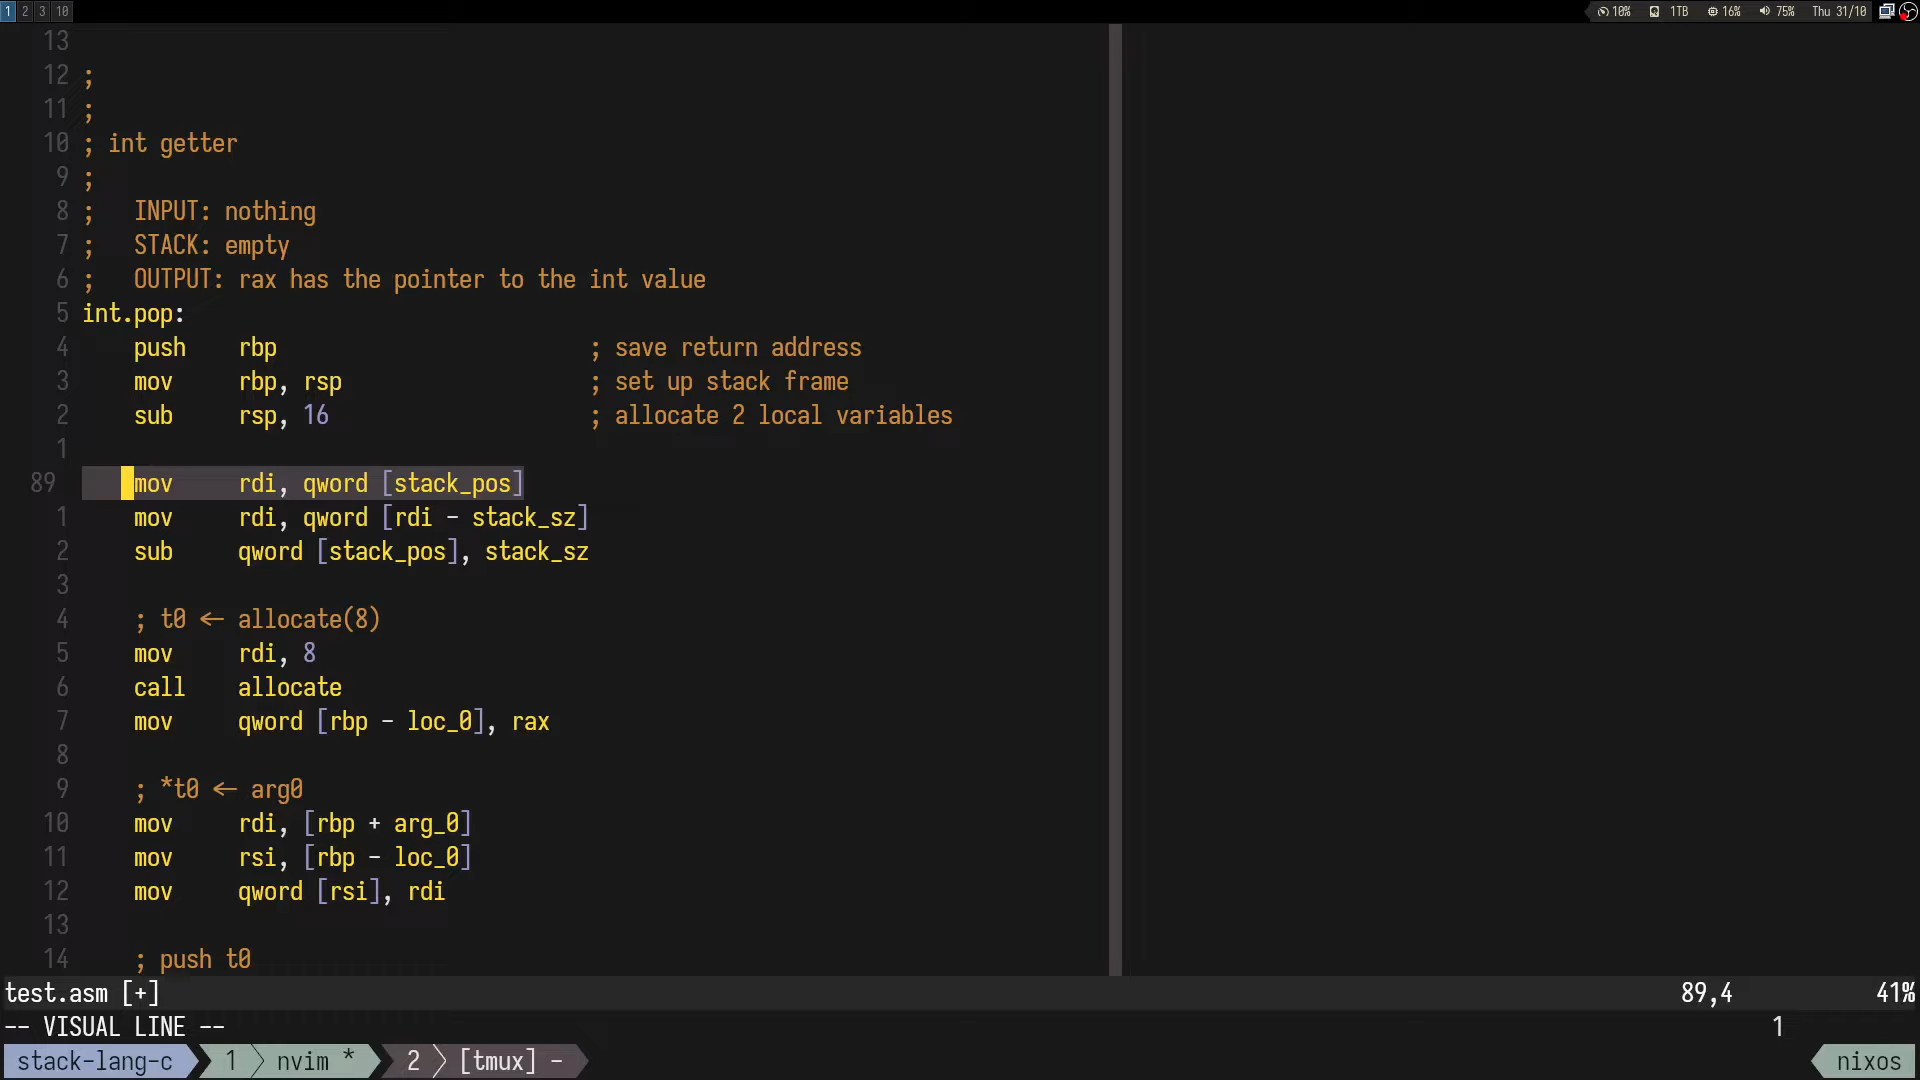 1 2 3 10 10% 1TB 16% 75% Thu 31/10
13
12 ;
11 ;
10 ; int getter
9 ;
8 ;   INPUT: nothing
7 ;   STACK: empty
6 ;   OUTPUT: rax has the pointer to the int value
5 int.pop:
4     push    rbp                        ; save return address
3     mov     rbp, rsp                   ; set up stack frame
2     sub     rsp, 16                    ; allocate 2 local variables
1
89     mov     rdi, qword [stack_pos]
1     mov     rdi, qword [rdi - stack_sz]
2     sub     qword [stack_pos], stack_sz
3
4     ; t0 <- allocate(8)
5     mov     rdi, 8
6     call    allocate
7     mov     qword [rbp - loc_0], rax
8
9     ; *t0 <- arg0
10     mov     rdi, [rbp + arg_0]
11     mov     rsi, [rbp - loc_0]
12     mov     qword [rsi], rdi
13
14     ; push t0
test.asm [+] 89,4 41%
-- VISUAL LINE -- 1
stack-lang-c 1 nvim * 2 [tmux] - nixos